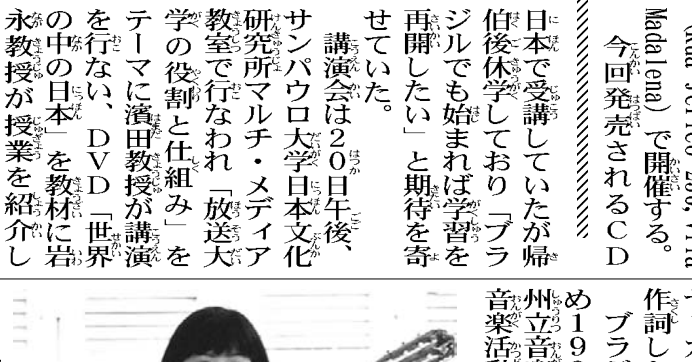 Madalena)で開催する。
今回発売されるCD
日本で受講していたが帰
伯後休学しており「ブラ
ジルでも始まれば学習を
再開したい」と期待を寄
せていた。
講演会は20日午後、
サンパウロ大学日本文化
研究所マルチ・メディア
教室で行なわれ「放送大
学の役割と仕組み」を
テーマに濱田教授が講演
を行ない、DVD「世界
の中の日本」を教材に岩
永教授が授業を紹介し
作詞し
ブラジ
め19
州立音
音楽活